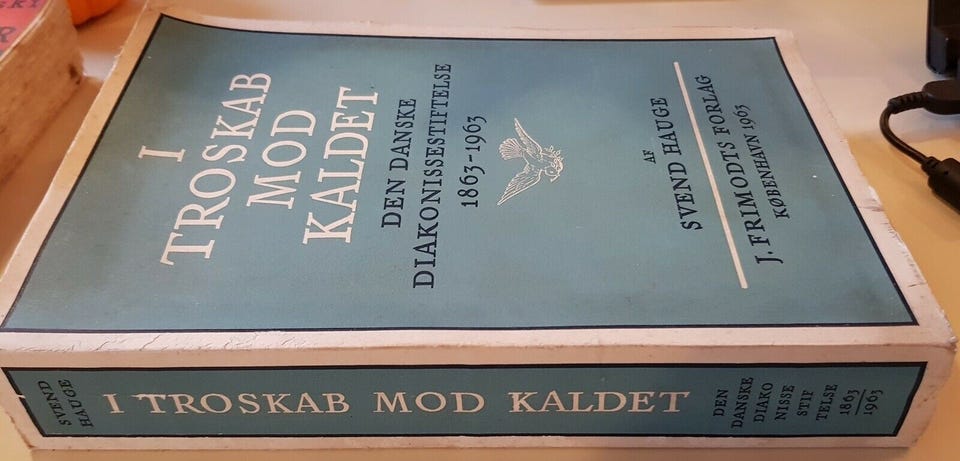 I
TROSKAB
MOD
KALDET
DEN DANSKE
DIAKONISSESTIFTELSE
1863-1963
AF
SVEND HAUGE
J. FRIMODTS FORLAG
KØBENHAVN 1963
SVEND
HAUGE
I TROSKAB MOD KALDET
DEN
DANSKE
DIAKO
NISSE
STIF
TELSE
1863
1963